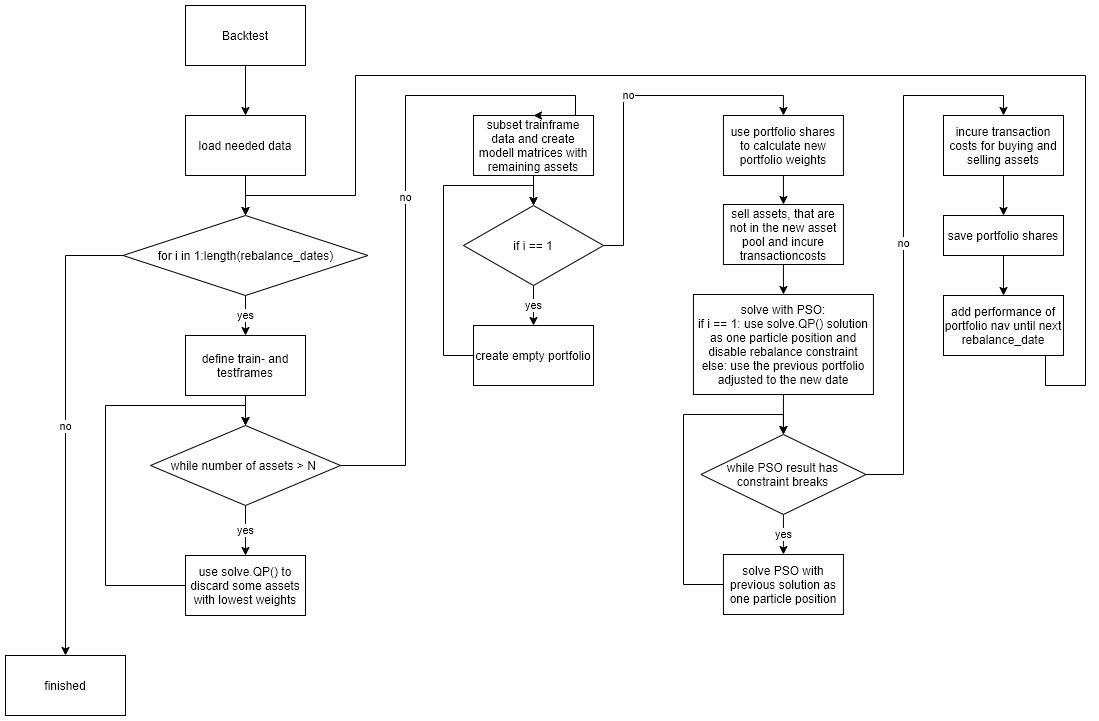 Backtest
load needed data
for i in 1:length(rebalance_dates)
yes
no
define train- and
testframes
while number of assets > N
no
yes
use solve.QP() to
discard some assets
with lowest weights
finished
subset trainframe
data and create
modell matrices with
remaining assets
if i == 1
no
yes
create empty portfolio
use portfolio shares
to calculate new
portfolio weights
sell assets, that are
not in the new asset
pool and incure
transactioncosts
solve with PSO:
if i == 1: use solve.QP() solution
as one particle position and
disable rebalance constraint
else: use the previous portfolio
adjusted to the new date
while PSO result has
constraint breaks
no
yes
solve PSO with
previous solution as
one particle position
incure transaction
costs for buying and
selling assets
save portfolio shares
add performance of
portfolio nav until next
rebalance_date